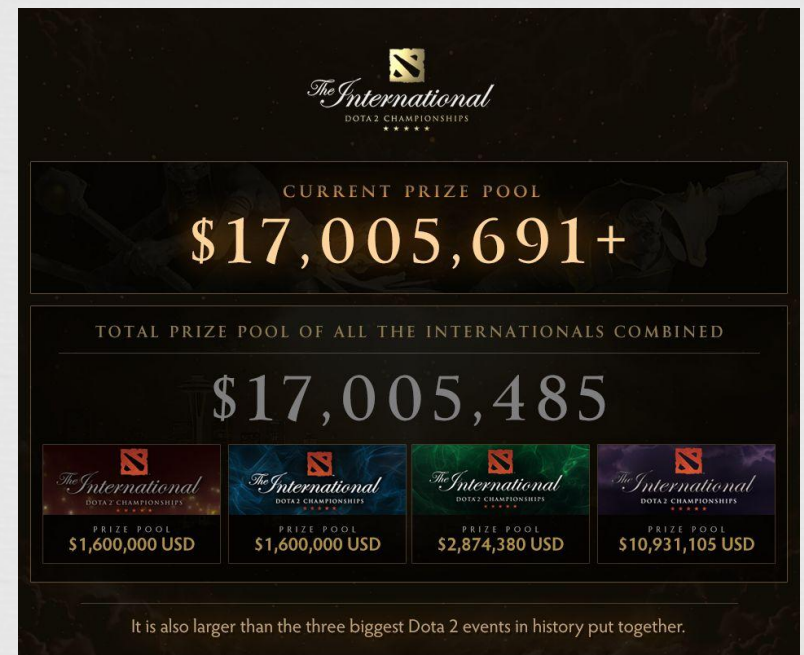 The International
DOTA 2 CHAMPIONSHIPS
CURRENT PRIZE POOL
$17,005,691+
TOTAL PRIZE POOL OF ALL THE INTERNATIONALS COMBINED
$17,005,485
The International
DOTA 2 CHAMPIONSHIPS
PRIZE POOL
$1,600,000 USD
The International
DOTA 2 CHAMPIONSHIPS
PRIZE POOL
$1,600,000 USD
The International
DOTA 2 CHAMPIONSHIPS
PRIZE POOL
$2,874,380 USD
The International
DOTA 2 CHAMPIONSHIPS
PRIZE POOL
$10,931,105 USD
It is also larger than the three biggest Dota 2 events in history put together.